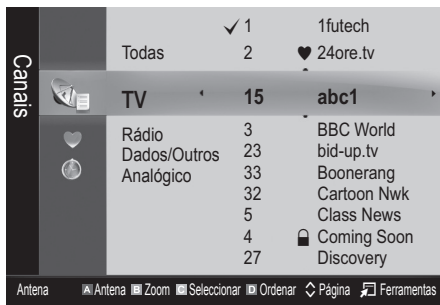 Canais
✓ 1 1futech
Todas 2 ♥ 24ore.tv
TV 15 abc1
Rádio 3 BBC World
Dados/Outros 23 bid-up.tv
Analógico 33 Boonerang
32 Cartoon Nwk
5 Class News
4 Coming Soon
27 Discovery
Antena A Antena B Zoom C Seleccionar D Ordenar Página Ferramentas